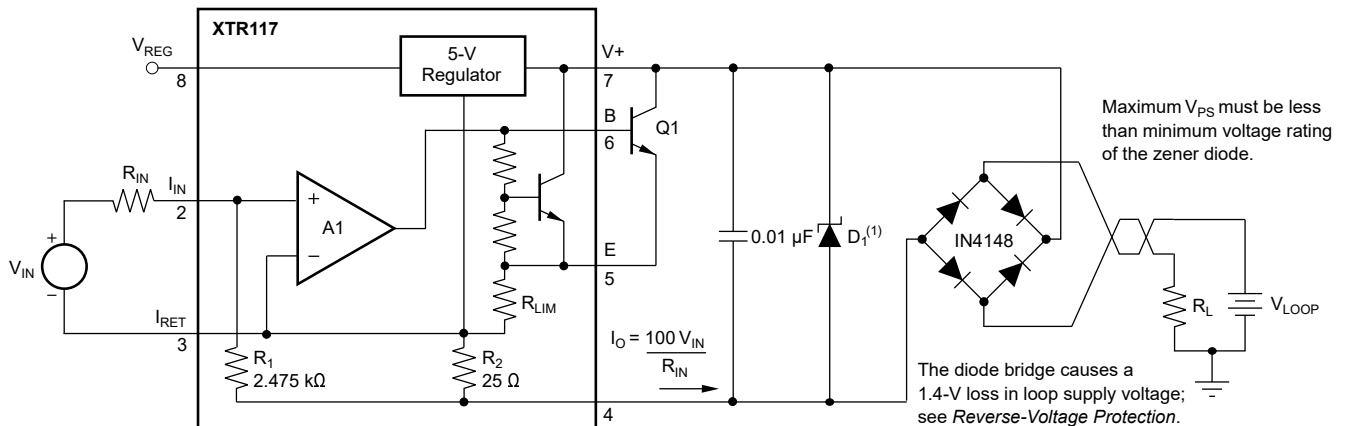 XTR117
V_REG
8
5-V
Regulator
V+
7
B
6
Q1
Maximum V_PS must be less
than minimum voltage rating
of the zener diode.
R_IN
I_IN
2
+
A1
−
V_IN
+
−
0.01 µF
D₁⁽¹⁾
IN4148
E
5
R_LIM
R_L
V_LOOP
I_RET
3
R₁
2.475 kΩ
R₂
25 Ω
I_O = 100 V_IN
R_IN
4
The diode bridge causes a
1.4-V loss in loop supply voltage;
see Reverse-Voltage Protection.